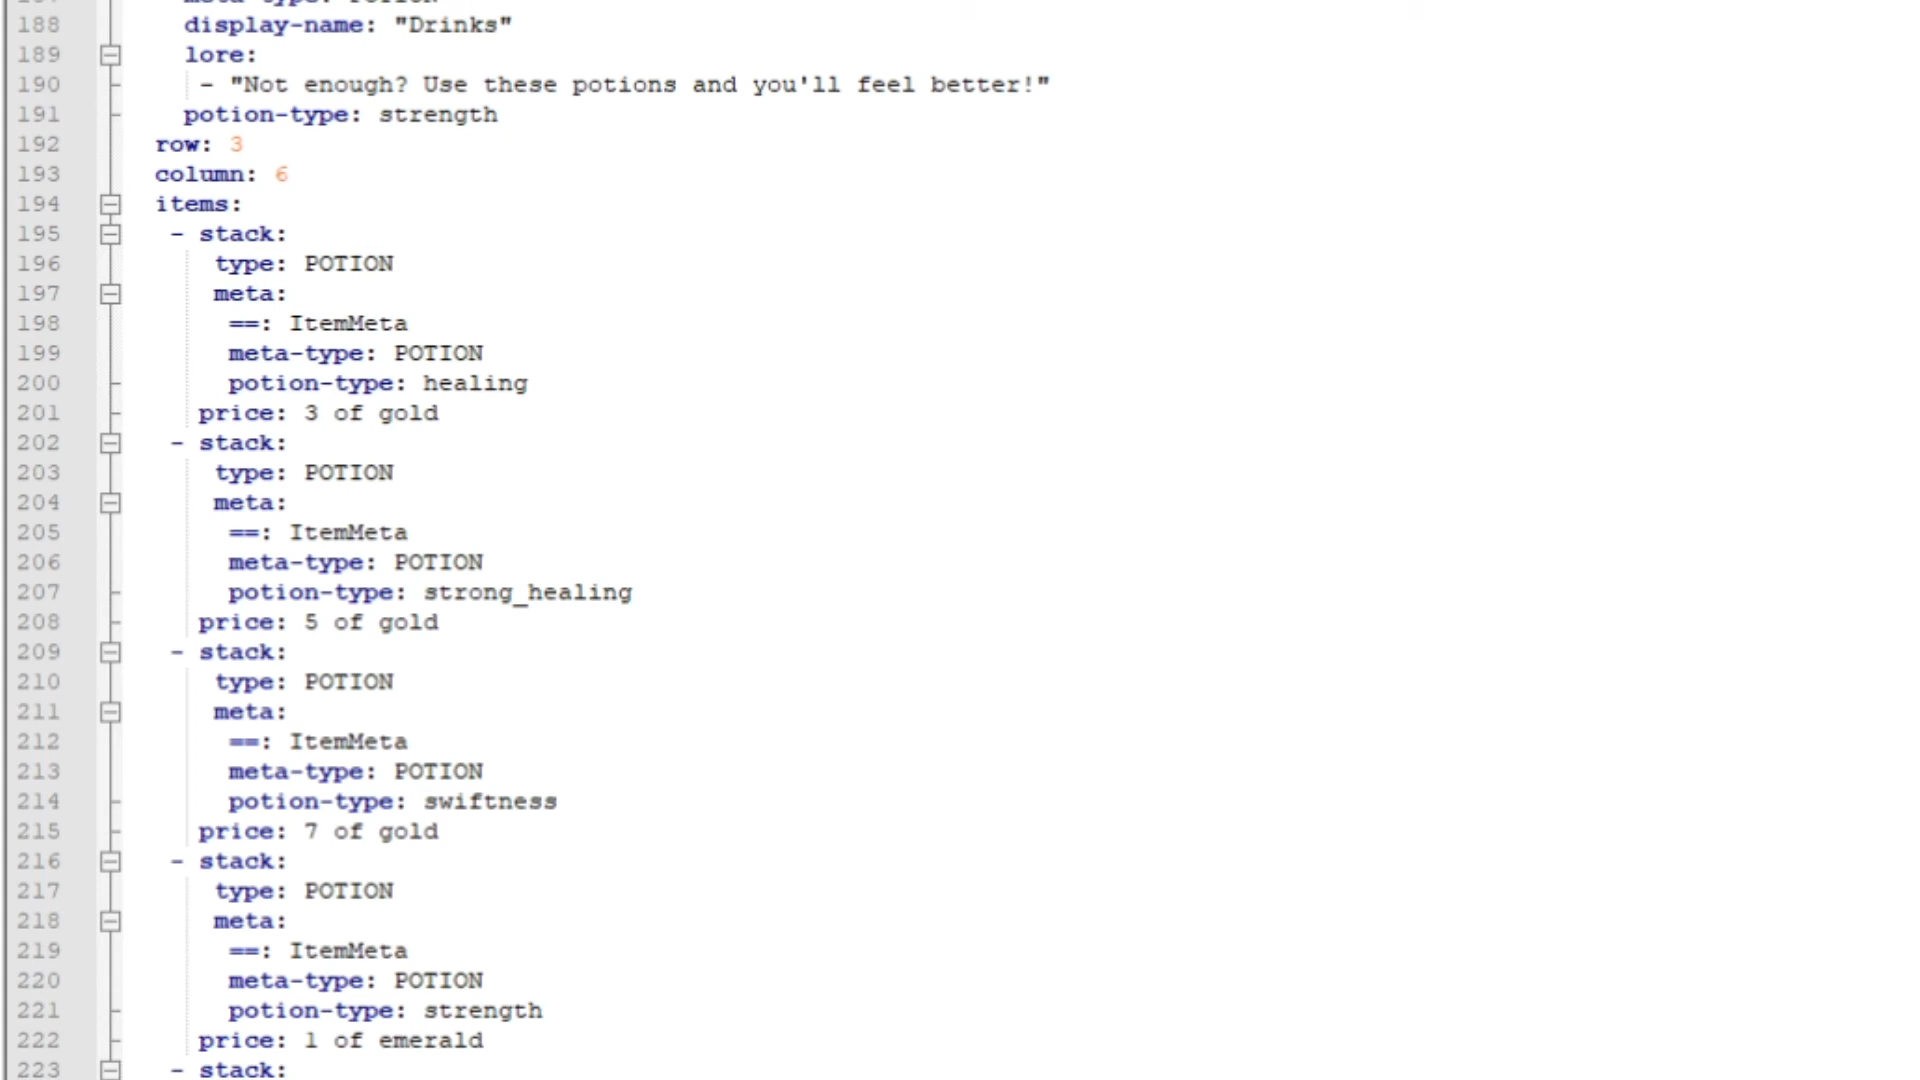 188 display-name: "Drinks"
189 lore:
190 - "Not enough? Use these potions and you'll feel better!"
191 potion-type: strength
192 row: 3
193 column: 6
194 items:
195 - stack:
196 type: POTION
197 meta:
198 ==: ItemMeta
199 meta-type: POTION
200 potion-type: healing
201 price: 3 of gold
202 - stack:
203 type: POTION
204 meta:
205 ==: ItemMeta
206 meta-type: POTION
207 potion-type: strong_healing
208 price: 5 of gold
209 - stack:
210 type: POTION
211 meta:
212 ==: ItemMeta
213 meta-type: POTION
214 potion-type: swiftness
215 price: 7 of gold
216 - stack:
217 type: POTION
218 meta:
219 ==: ItemMeta
220 meta-type: POTION
221 potion-type: strength
222 price: 1 of emerald
223 - stack: